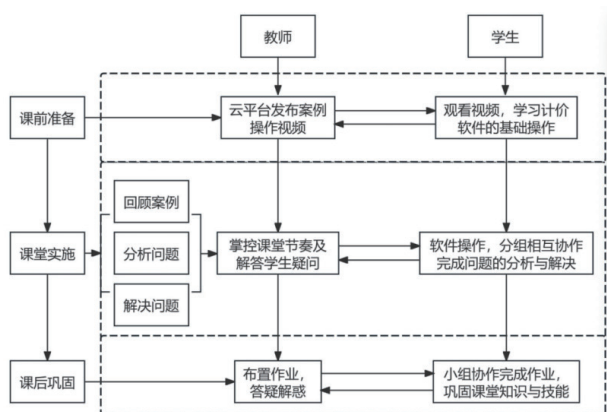 教师
学生
课前准备
云平台发布案例
操作视频
观看视频，学习计价
软件的基础操作
回顾案例
课堂实施
分析问题
掌控课堂节奏及
解答学生疑问
软件操作，分组相互协作
完成问题的分析与解决
解决问题
课后巩固
布置作业，
答疑解惑
小组协作完成作业，
巩固课堂知识与技能